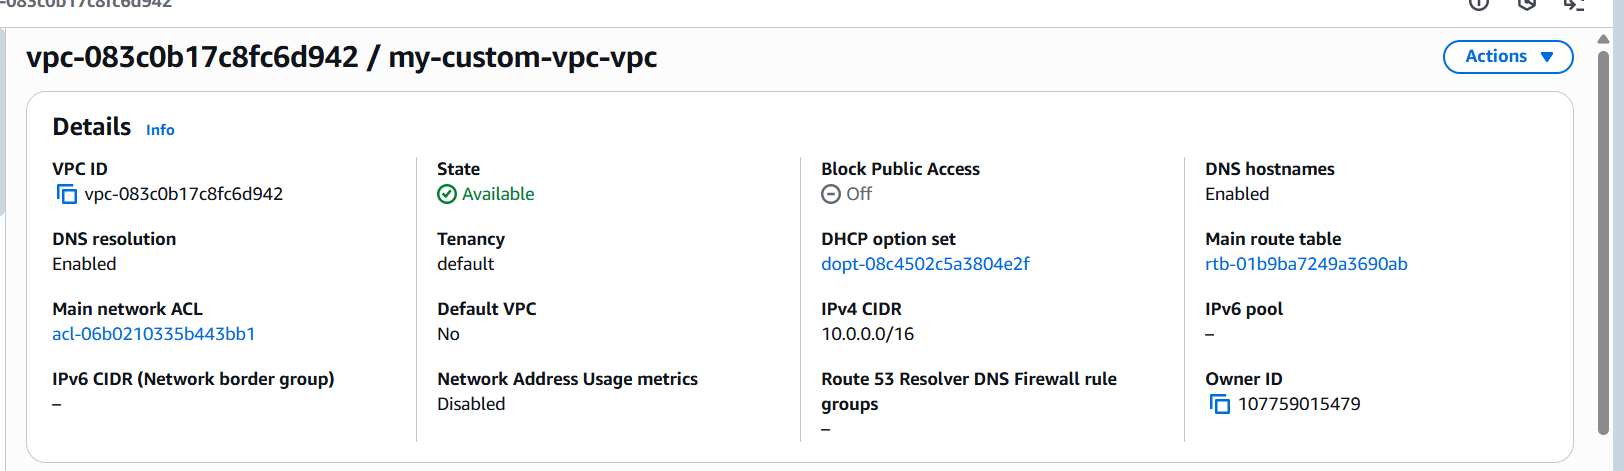 vpc-083c0b17c8fc6d942 / my-custom-vpc-vpc
Actions
Details Info
VPC ID
vpc-083c0b17c8fc6d942
State
Available
Block Public Access
Off
DNS hostnames
Enabled
DNS resolution
Enabled
Tenancy
default
DHCP option set
dopt-08c4502c5a3804e2f
Main route table
rtb-01b9ba7249a3690ab
Main network ACL
acl-06b0210335b443bb1
Default VPC
No
IPv4 CIDR
10.0.0.0/16
IPv6 pool
–
IPv6 CIDR (Network border group)
–
Network Address Usage metrics
Disabled
Route 53 Resolver DNS Firewall rule
groups
–
Owner ID
107759015479